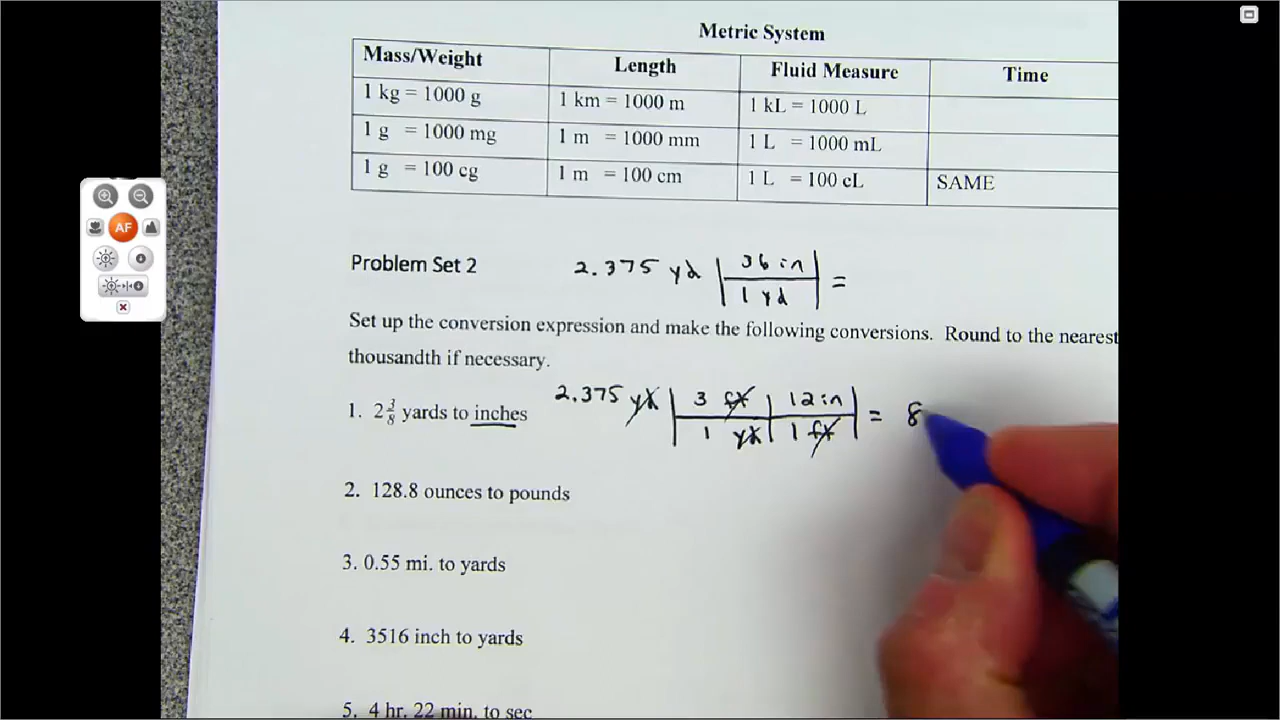 Metric System
Mass/Weight Length Fluid Measure Time
1 kg = 1000 g 1 km = 1000 m 1 kL = 1000 L
1 g = 1000 mg 1 m = 1000 mm 1 L = 1000 mL
1 g = 100 cg 1 m = 100 cm 1 L = 100 cL SAME
AF
Problem Set 2 2.375 yd | 36 in / 1 yd | =
Set up the conversion expression and make the following conversions. Round to the nearest
thousandth if necessary.
1. 2 3/8 yards to inches 2.375 yd | 3 ft / 1 yd | 12 in / 1 ft | = 8
2. 128.8 ounces to pounds
3. 0.55 mi. to yards
4. 3516 inch to yards
5. 4 hr. 22 min. to sec